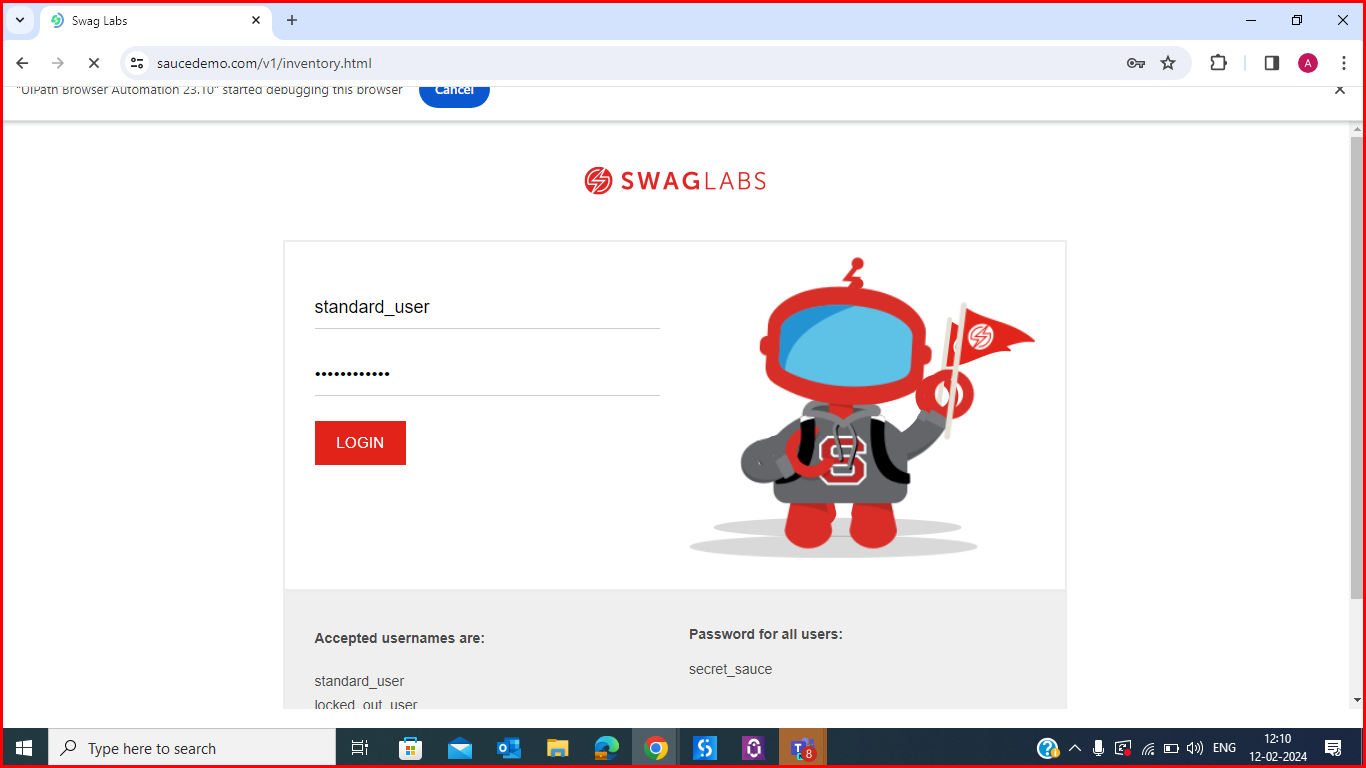 Swag Labs
saucedemo.com/v1/inventory.html
A
"UiPath Browser Automation 23.10" started debugging this browser
Cancel
SWAGLABS
standard_user
••••••••••••
LOGIN
S
Accepted usernames are:
standard_user
locked_out_user
Password for all users:
secret_sauce
Type here to search
T
8
ENG
12:10
12-02-2024